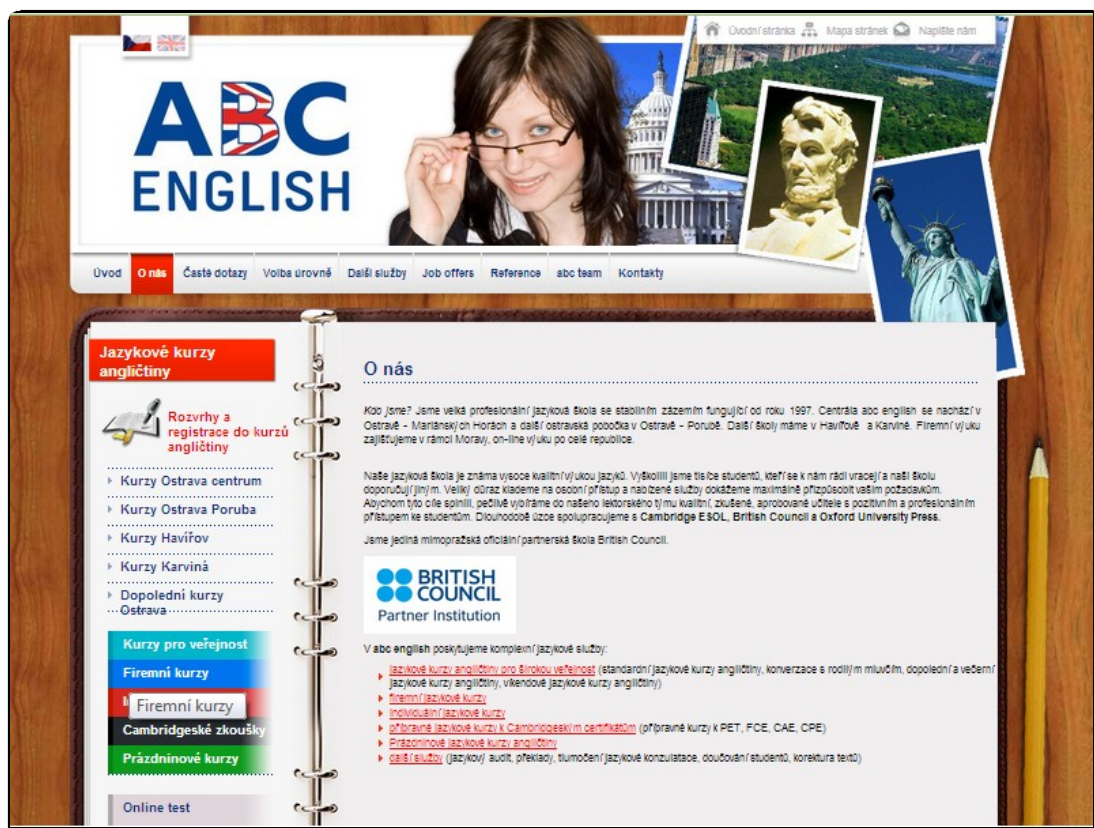 Úvodní stránka Mapa stránek Napište nám
ABC
ENGLISH
Úvod O nás Časté dotazy Volba úrovně Další služby Job offers Reference abc team Kontakty
Jazykové kurzy
angličtiny
Rozvrhy a
registrace do kurzů
angličtiny
Kurzy Ostrava centrum
Kurzy Ostrava Poruba
Kurzy Havířov
Kurzy Karviná
Dopolední kurzy
Ostrava
Kurzy pro veřejnost
Firemní kurzy
Firemní kurzy
Cambridgeské zkoušky
Prázdninové kurzy
Online test
O nás
Kdo jsme? Jsme velká profesionální jazyková škola se stabilním zázemím fungující od roku 1997. Centrála abc english se nachází v
Ostravě - Mariánských Horách a další ostravská pobočka v Ostravě - Porubě. Další školy máme v Havířově a Karviné. Firemní výuku
zajišťujeme v rámci Moravy, on-line výuku po celé republice.
Naše jazyková škola je známa vysoce kvalitní výukou jazyků. Vyškolili jsme tisíce studentů, kteří se k nám rádi vracejí a naši školu
doporučují jiným. Veliký důraz klademe na osobní přístup a nabízené služby dokážeme maximálně přizpůsobit vašim požadavkům.
Abychom tyto cíle splnili, pečlivě vybíráme do našeho lektorského týmu kvalitní, zkušené, aprobované učitele s pozitivním a profesionálním
přístupem ke studentům. Dlouhodobě úzce spolupracujeme s Cambridge ESOL, British Council a Oxford University Press.
Jsme jediná mimopražská oficiální partnerská škola British Council.
BRITISH
COUNCIL
Partner Institution
V abc english poskytujeme komplexní jazykové služby:
jazykové kurzy angličtiny pro širokou veřejnost (standardní jazykové kurzy angličtiny, konverzace s rodilým mluvčím, dopolední a večerní
jazykové kurzy angličtiny, víkendové jazykové kurzy angličtiny)
firemní jazykové kurzy
individuální jazykové kurzy
přípravné jazykové kurzy k Cambridgeským certifikátům (přípravné kurzy k PET, FCE, CAE, CPE)
Prázdninové jazykové kurzy angličtiny
další služby (jazykový audit, překlady, tlumočení jazykové konzulatace, doučování studentů, korektura textů)